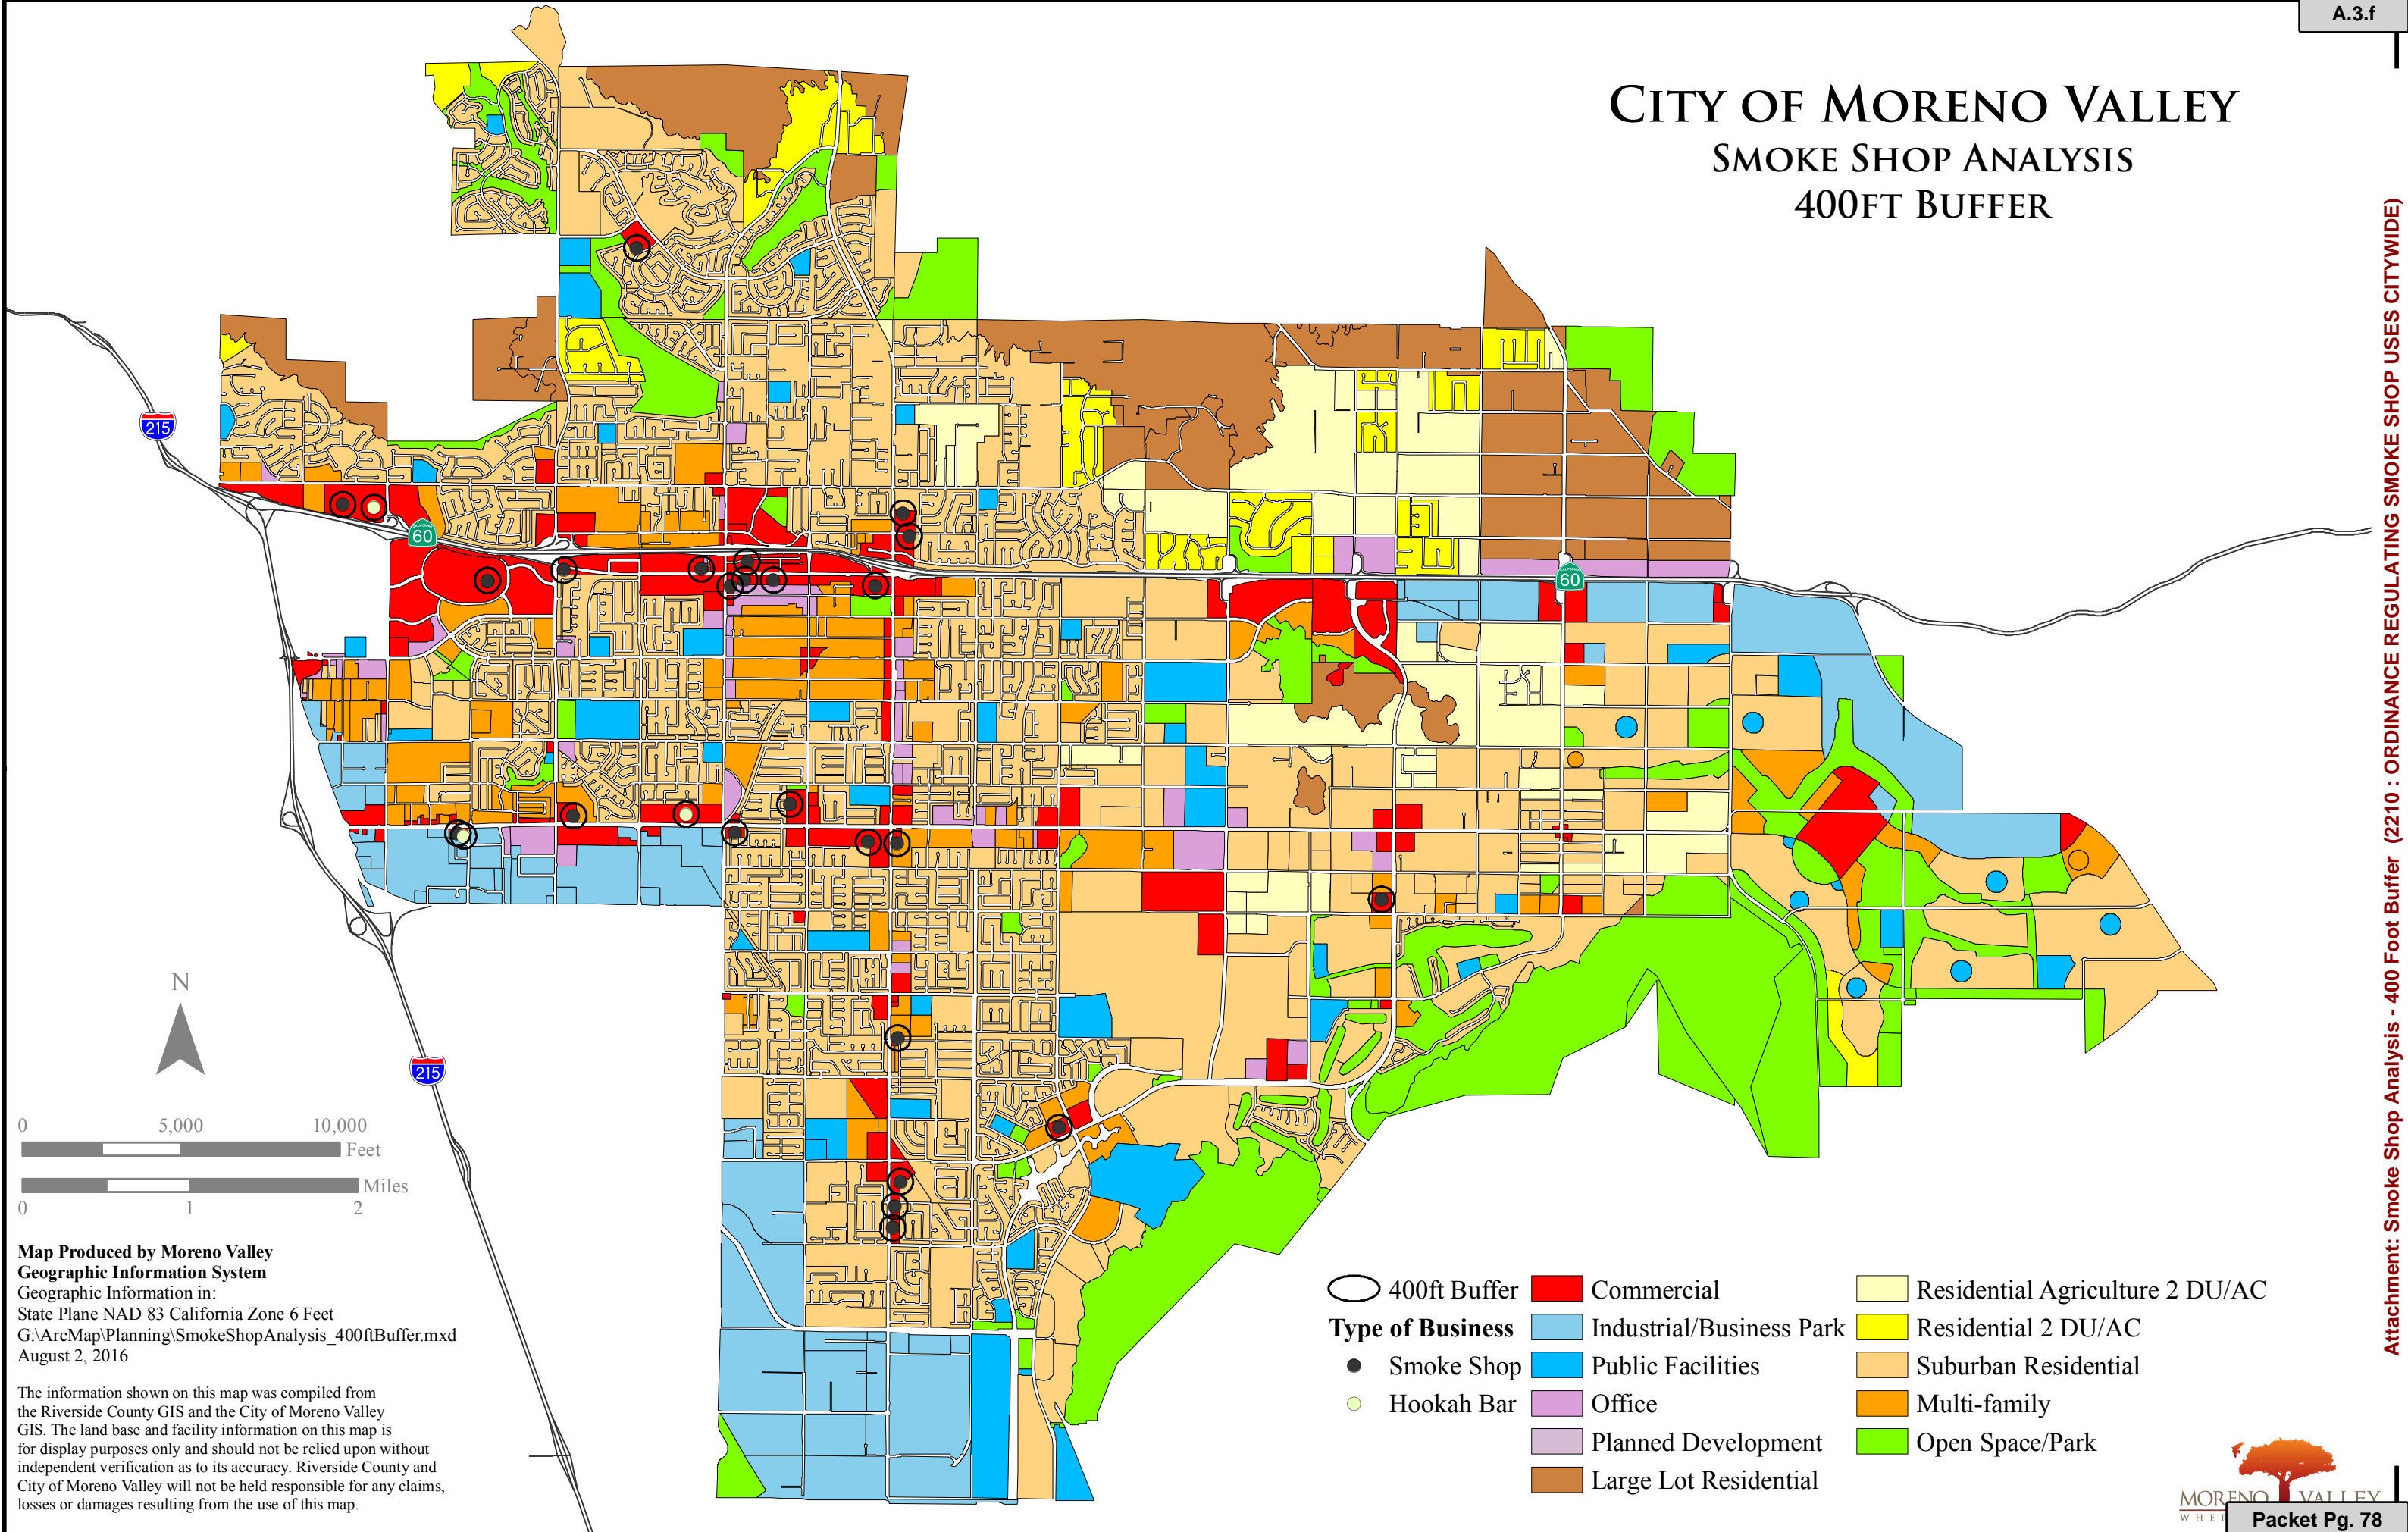 A.3.f
CITY OF MORENO VALLEY
SMOKE SHOP ANALYSIS
400FT BUFFER
215
60
60
215
N
0 5,000 10,000
Feet
Miles
0 1 2
Map Produced by Moreno Valley
Geographic Information System
Geographic Information in:
State Plane NAD 83 California Zone 6 Feet
G:\ArcMap\Planning\SmokeShopAnalysis_400ftBuffer.mxd
August 2, 2016
The information shown on this map was compiled from
the Riverside County GIS and the City of Moreno Valley
GIS. The land base and facility information on this map is
for display purposes only and should not be relied upon without
independent verification as to its accuracy. Riverside County and
City of Moreno Valley will not be held responsible for any claims,
losses or damages resulting from the use of this map.
400ft Buffer
Type of Business
Smoke Shop
Hookah Bar
Commercial
Industrial/Business Park
Public Facilities
Office
Planned Development
Large Lot Residential
Residential Agriculture 2 DU/AC
Residential 2 DU/AC
Suburban Residential
Multi-family
Open Space/Park
Attachment: Smoke Shop Analysis - 400 Foot Buffer (2210 : ORDINANCE REGULATING SMOKE SHOP USES CITYWIDE)
MORENO VALLEY
Packet Pg. 78